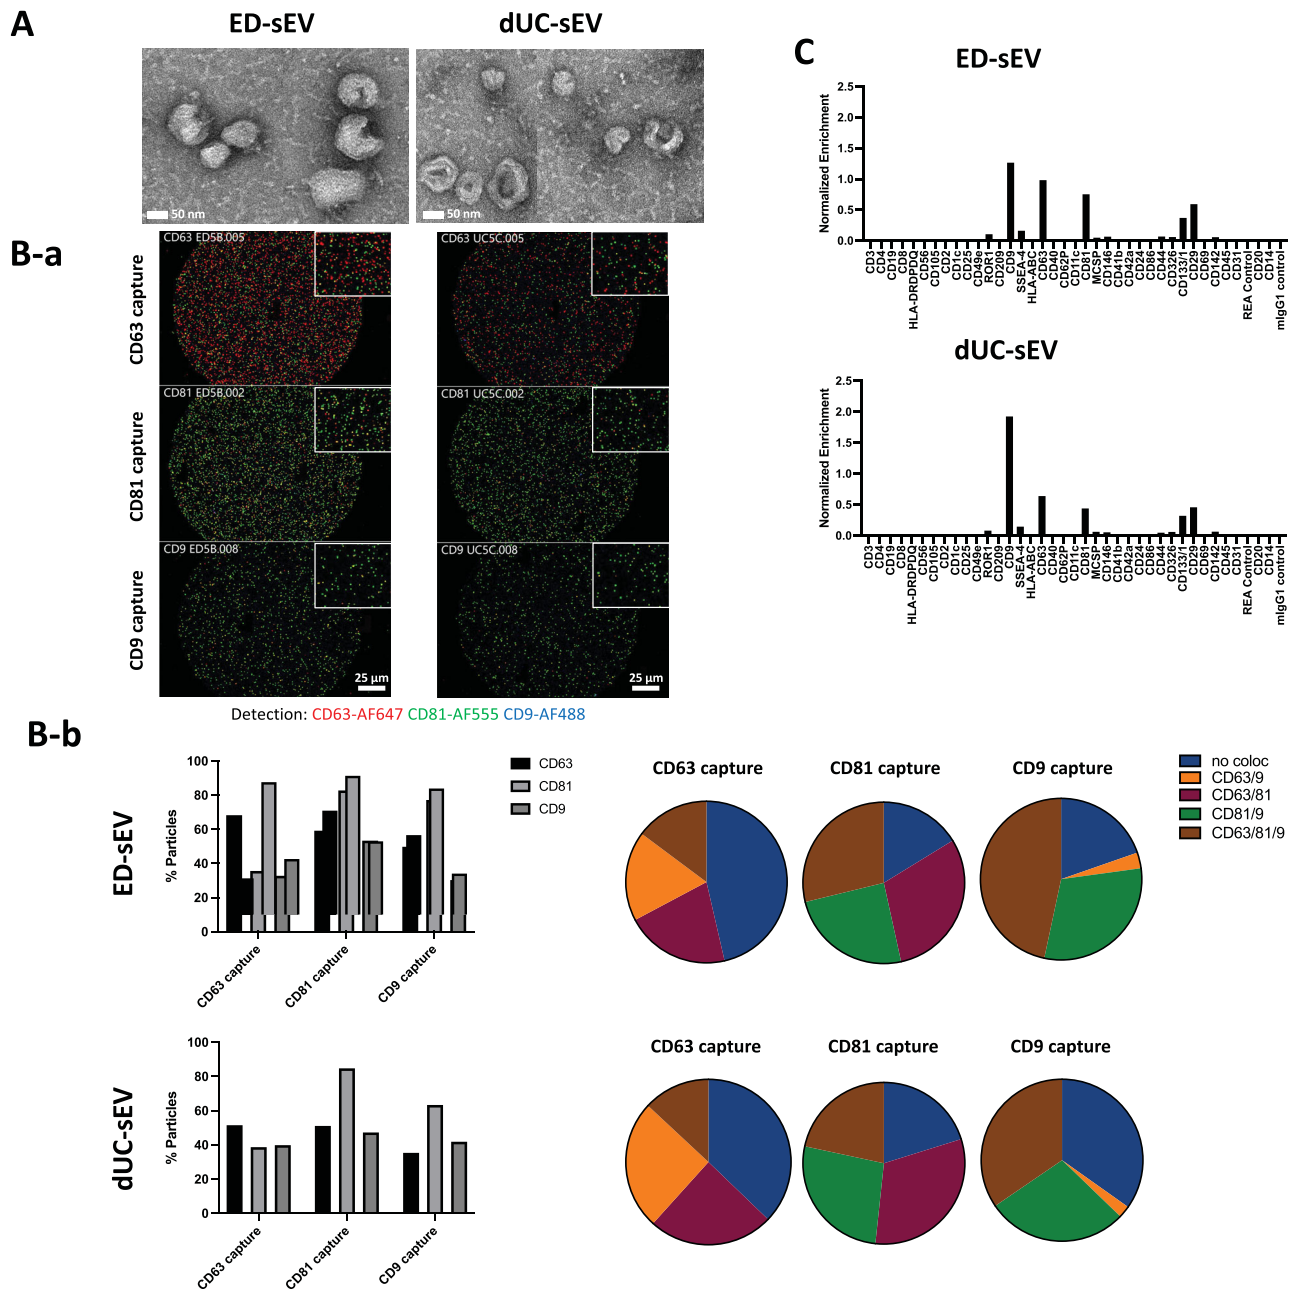 A
ED-sEV
dUC-sEV
50 nm
50 nm
B-a
CD63 capture
CD81 capture
CD9 capture
CD63 ED5B.005
CD63 UC5C.005
CD81 ED5B.002
CD81 UC5C.002
CD9 ED5B.008
CD9 UC5C.008
25 µm
25 µm
Detection: CD63-AF647 CD81-AF555 CD9-AF488
C
ED-sEV
Normalized Enrichment
2.5
2.0
1.5
1.0
0.5
0.0
CD3
CD4
CD19
CD8
HLA-DRDPDQ
CD56
CD105
CD2
CD1c
CD25
CD49e
ROR1
CD209
CD9
SSEA-4
HLA-ABC
CD63
CD40
CD62P
CD11c
CD81
MCSP
CD146
CD41b
CD42a
CD24
CD86
CD44
CD326
CD133/1
CD29
CD69
CD142
CD45
CD31
REA Control
CD20
CD14
mIgG1 control
dUC-sEV
Normalized Enrichment
2.5
2.0
1.5
1.0
0.5
0.0
CD3
CD4
CD19
CD8
HLA-DRDPDQ
CD56
CD105
CD2
CD1c
CD25
CD49e
ROR1
CD209
CD9
SSEA-4
HLA-ABC
CD63
CD40
CD62P
CD11c
CD81
MCSP
CD146
CD41b
CD42a
CD24
CD86
CD44
CD326
CD133/1
CD29
CD69
CD142
CD45
CD31
REA Control
CD20
CD14
mIgG1 control
B-b
ED-sEV
% Particles
100
80
60
40
20
0
CD63 capture
CD81 capture
CD9 capture
CD63
CD81
CD9
CD63 capture
CD81 capture
CD9 capture
no coloc
CD63/9
CD63/81
CD81/9
CD63/81/9
dUC-sEV
% Particles
100
80
60
40
20
0
CD63 capture
CD81 capture
CD9 capture
CD63 capture
CD81 capture
CD9 capture